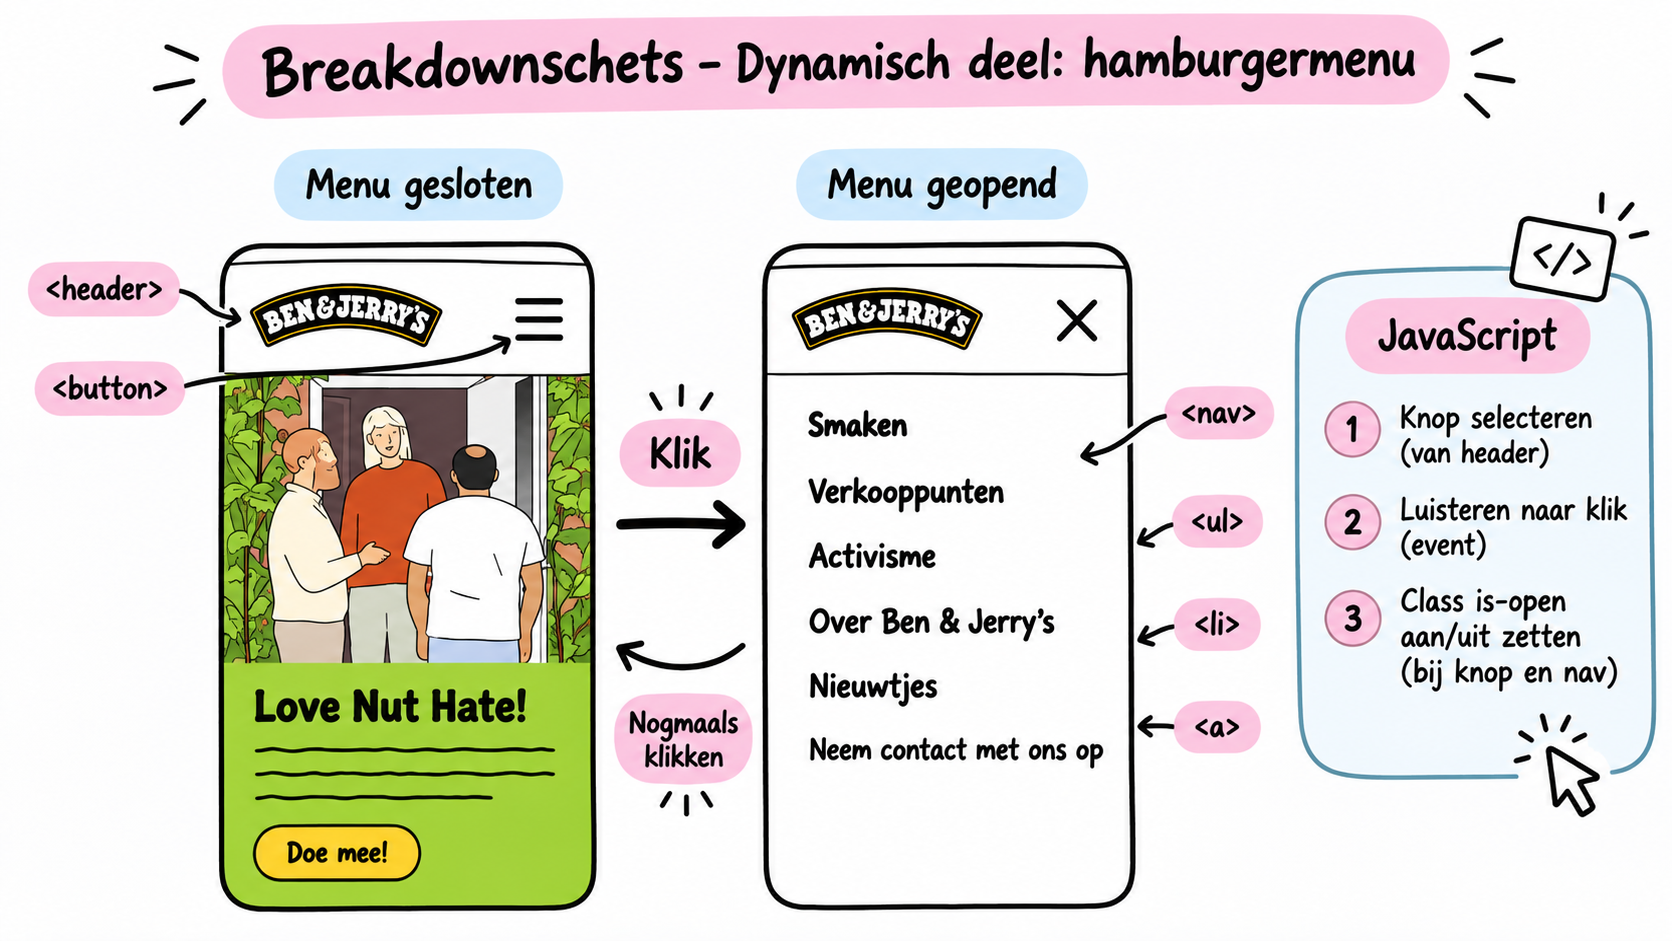 Breakdownschets - Dynamisch deel: hamburgermenu
Menu gesloten
<header>
<button>
BEN & JERRY'S
Love Nut Hate!
Doe mee!
Klik
Nogmaals
klikken
Menu geopend
BEN & JERRY'S
Smaken
Verkooppunten
Activisme
Over Ben & Jerry's
Nieuwtjes
Neem contact met ons op
<nav>
<ul>
<li>
<a>
</>
JavaScript
1 Knop selecteren
(van header)
2 Luisteren naar klik
(event)
3 Class is-open
aan/uit zetten
(bij knop en nav)